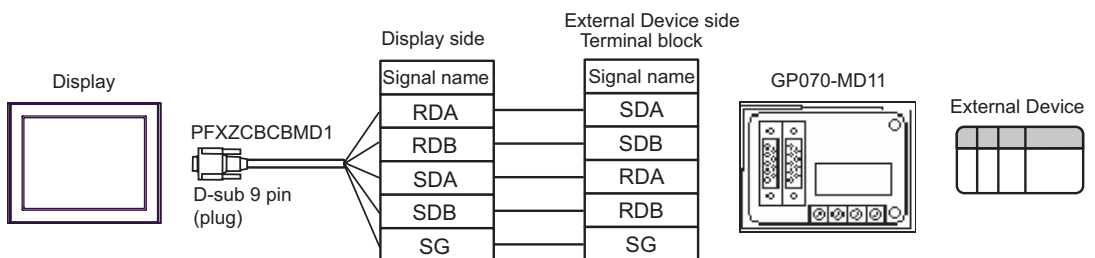 Display
PFXZCBCBMD1
D-sub 9 pin
(plug)
Display side
Signal name
RDA
RDB
SDA
SDB
SG
External Device side
Terminal block
Signal name
SDA
SDB
RDA
RDB
SG
GP070-MD11
External Device